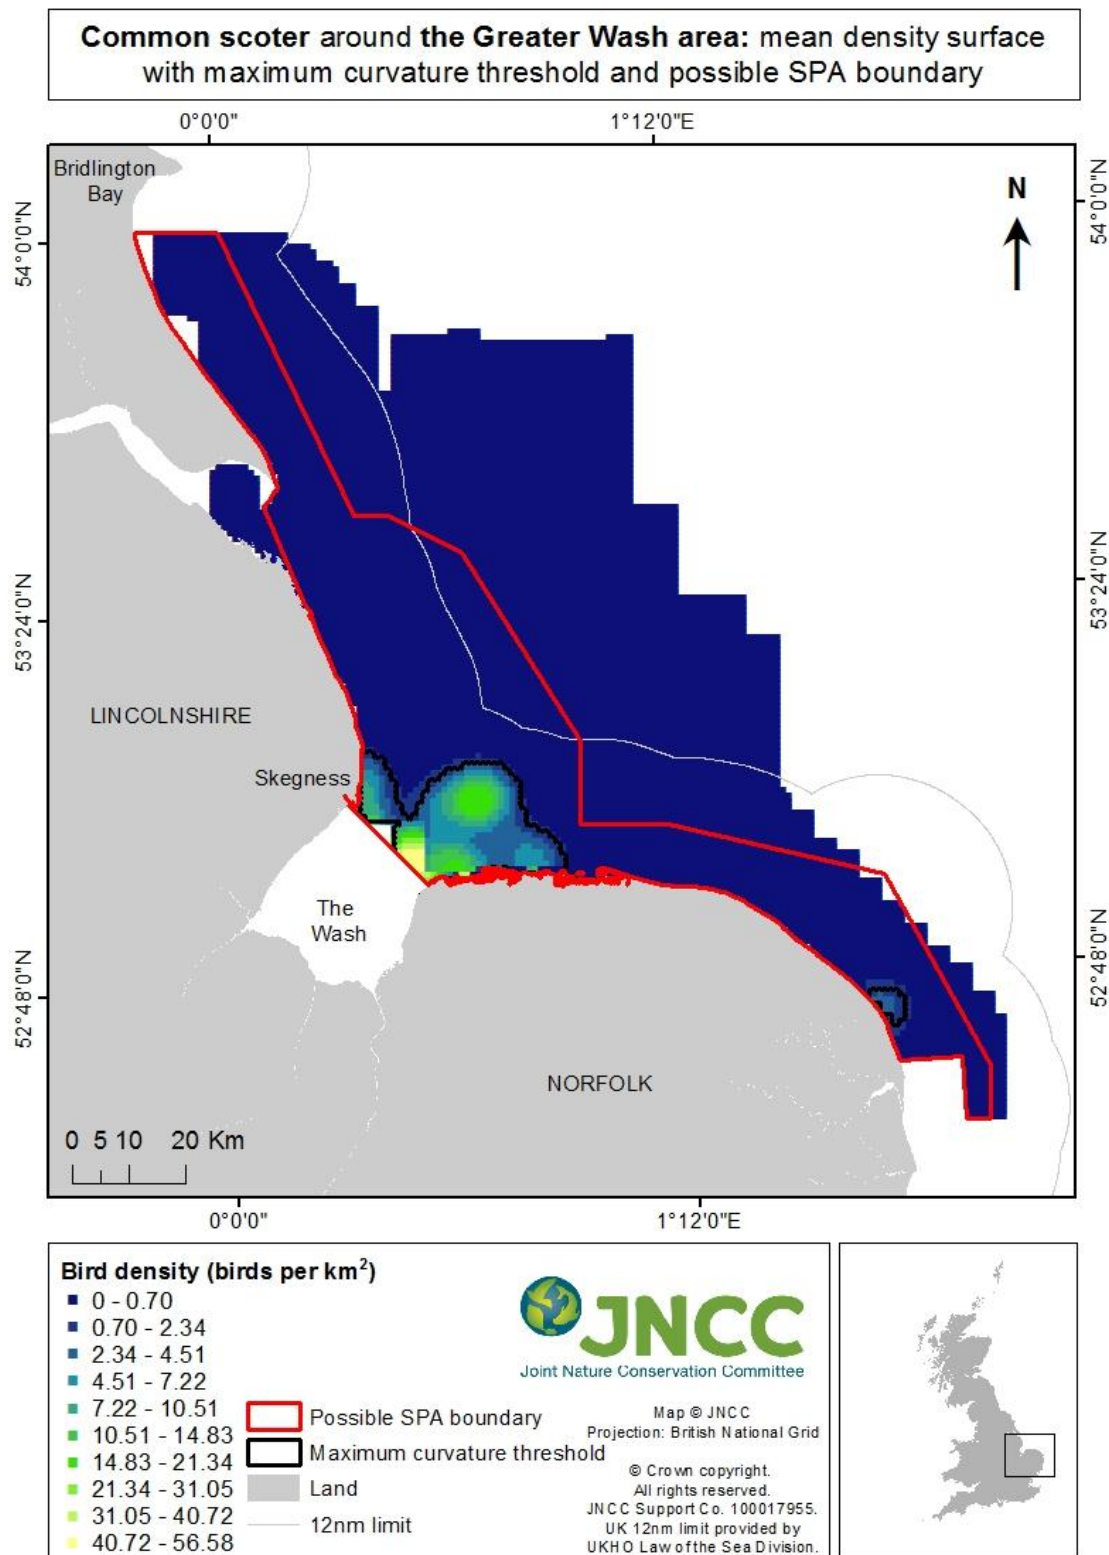 Common scoter around the Greater Wash area: mean density surface
with maximum curvature threshold and possible SPA boundary
0°0'0" 1°12'0"E
Bridlington
Bay
N
54°0'0"N 54°0'0"N
53°24'0"N 53°24'0"N
LINCOLNSHIRE
Skegness
The
Wash
52°48'0"N 52°48'0"N
NORFOLK
0 5 10 20 Km
0°0'0" 1°12'0"E
Bird density (birds per km²)
0 - 0.70
0.70 - 2.34
2.34 - 4.51
4.51 - 7.22
7.22 - 10.51
10.51 - 14.83
14.83 - 21.34
21.34 - 31.05
31.05 - 40.72
40.72 - 56.58
Possible SPA boundary
Maximum curvature threshold
Land
12nm limit
JNCC
Joint Nature Conservation Committee
Map © JNCC
Projection: British National Grid
© Crown copyright.
All rights reserved.
JNCC Support Co. 100017955.
UK 12nm limit provided by
UKHO Law of the Sea Division.